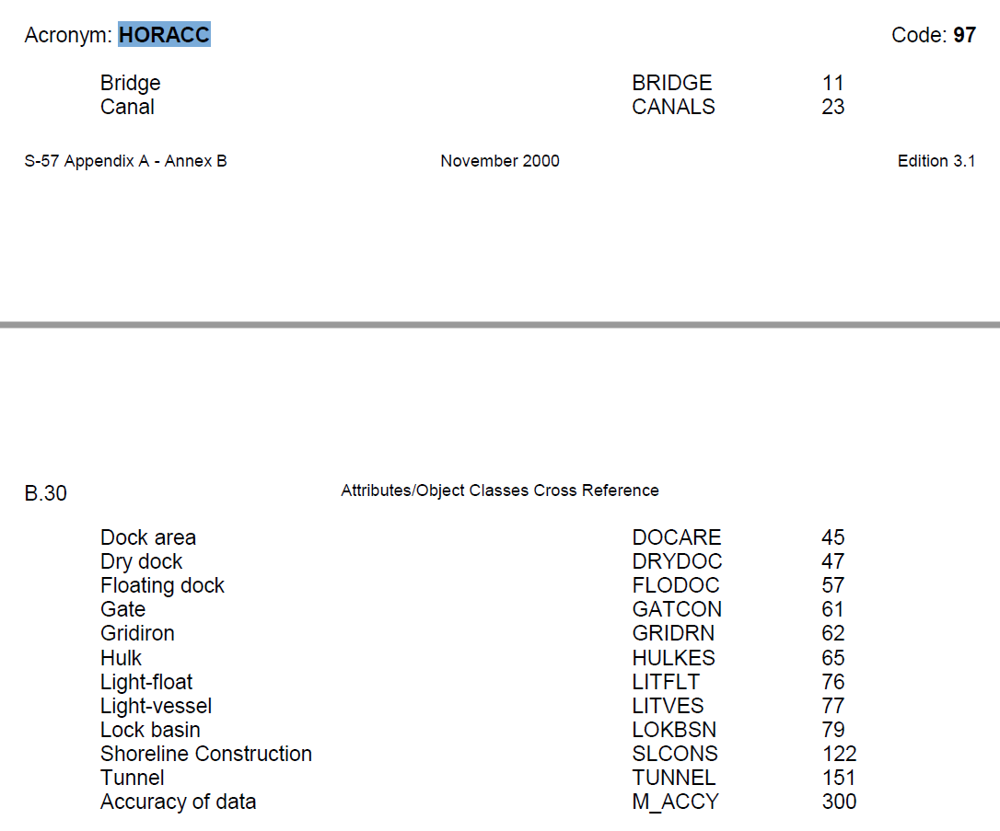 Acronym: HORACC Code: 97
Bridge BRIDGE 11
Canal CANALS 23
S-57 Appendix A - Annex B November 2000 Edition 3.1
B.30 Attributes/Object Classes Cross Reference
Dock area DOCARE 45
Dry dock DRYDOC 47
Floating dock FLODOC 57
Gate GATCON 61
Gridiron GRIDRN 62
Hulk HULKES 65
Light-float LITFLT 76
Light-vessel LITVES 77
Lock basin LOKBSN 79
Shoreline Construction SLCONS 122
Tunnel TUNNEL 151
Accuracy of data M_ACCY 300